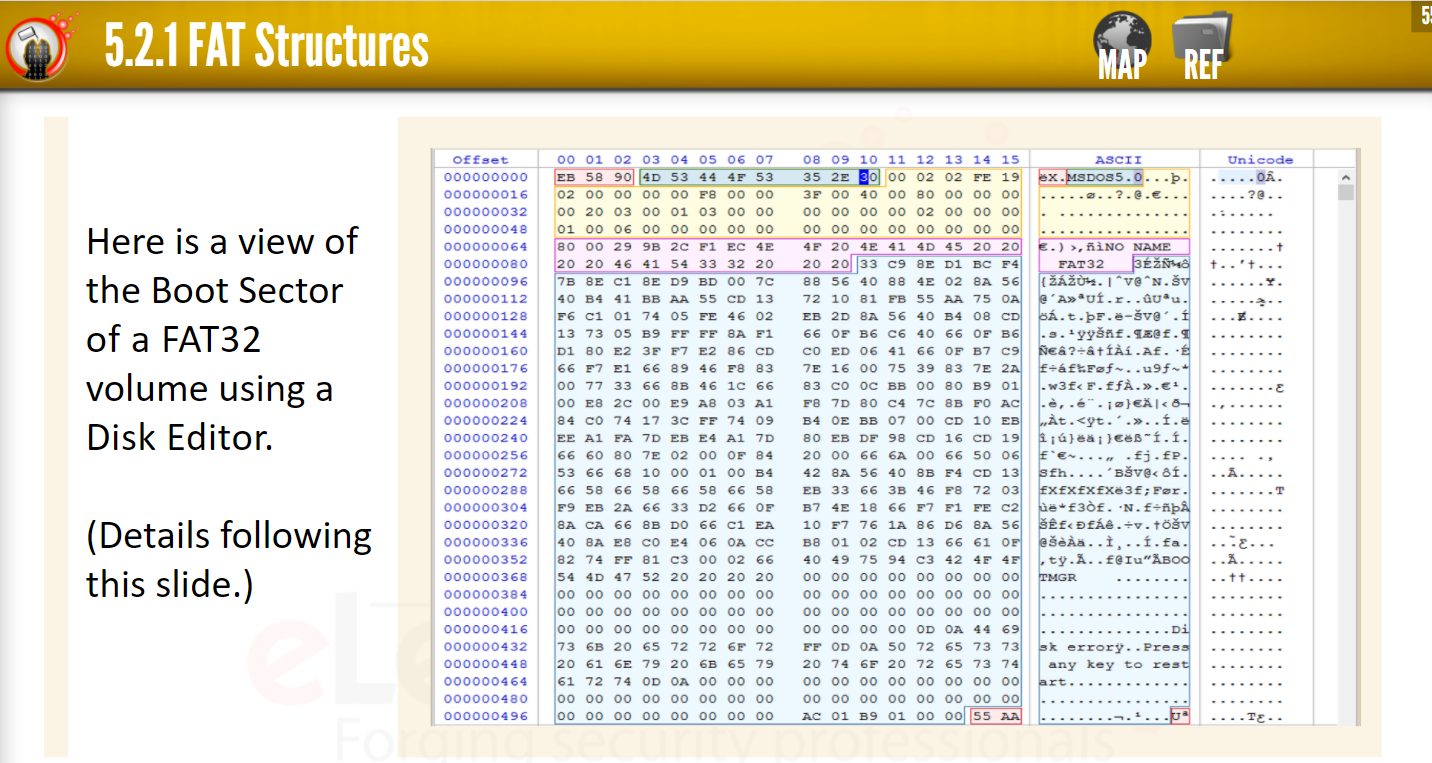 5.2.1 FAT Structures
MAP
REF
55
Here is a view of
the Boot Sector
of a FAT32
volume using a
Disk Editor.
(Details following
this slide.)
Offset 00 01 02 03 04 05 06 07 08 09 10 11 12 13 14 15 ASCII Unicode
000000000 EB 58 90 4D 53 44 4F 53 35 2E 30 00 02 02 FE 19 ëX.MSDOS5.0...þ.
000000016 02 00 00 00 00 F8 00 00 3F 00 40 00 80 00 00 00 .....ø..?.@.€...
000000032 00 20 03 00 01 03 00 00 00 00 00 00 02 00 00 00
000000048 01 00 06 00 00 00 00 00 00 00 00 00 00 00 00 00
000000064 80 00 29 9B 2C F1 EC 4E 4F 20 4E 41 4D 45 20 20 €.)›,ñìNO NAME
000000080 20 20 46 41 54 33 32 20 20 20 33 C9 8E D1 BC F4 FAT32 3ÉŽÑ¼ô
000000096 7B 8E C1 8E D9 BD 00 7C 88 56 40 88 4E 02 8A 56 {ŽÁŽÙ½.|ˆV@ˆN.ŠV
000000112 40 B4 41 BB AA 55 CD 13 72 10 81 FB 55 AA 75 0A @´A»ªUÍ.r..ûUªu.
000000128 F6 C1 01 74 05 FE 46 02 EB 2D 8A 56 40 B4 08 CD öÁ.t.þF.ë-ŠV@´.Í
000000144 13 73 05 B9 FF FF 8A F1 66 0F B6 C6 40 66 0F B6 .s.¹ÿÿŠñf.¶Æ@f.¶
000000160 D1 80 E2 3F F7 E2 86 CD C0 ED 06 41 66 0F B7 C9 Ñ€â?÷â†ÍÀí.Af.·É
000000176 66 F7 E1 66 89 46 F8 83 7E 16 00 75 39 83 7E 2A f÷áf‰Føƒ~..u9ƒ~*
000000192 00 77 33 66 8B 46 1C 66 83 C0 0C BB 00 80 B9 01 .w3f‹F.fƒÀ.».€¹.
000000208 00 E8 2C 00 E9 A8 03 A1 F8 7D 80 C4 7C 8B F0 AC .è,.é¨.¡ø}€Ä|‹ð¬
000000224 84 C0 74 17 3C FF 74 09 B4 0E BB 07 00 CD 10 EB „Àt.<ÿt.´.»..Í.ë
000000240 EE A1 FA 7D EB E4 A1 7D 80 EB DF 98 CD 16 CD 19 î¡ú}ëä¡}€ëß˜Í.Í.
000000256 66 60 80 7E 02 00 0F 84 20 00 66 6A 00 66 50 06 f`€~...„ .fj.fP.
000000272 53 66 68 10 00 01 00 B4 42 8A 56 40 8B F4 CD 13 Sfh....´BŠV@‹ôÍ.
000000288 66 58 66 58 66 58 66 58 EB 33 66 3B 46 F8 72 03 fXfXfXfXë3f;Før.
000000304 F9 EB 2A 66 33 D2 66 0F B7 4E 18 66 F7 F1 FE C2 ùë*f3Òf.·N.f÷ñþÂ
000000320 8A CA 66 8B D0 66 C1 EA 10 F7 76 1A 86 D6 8A 56 ŠÊf‹ÐfÁê.÷v.†ÖŠV
000000336 40 8A E8 C0 E4 06 0A CC B8 01 02 CD 13 66 61 0F @ŠèÀä..Ì¸..Í.fa.
000000352 82 74 FF 81 C3 00 02 66 40 49 75 94 C3 42 4F 4F ‚tÿ.Ã..f@Iu”ÃBOO
000000368 54 4D 47 52 20 20 20 20 00 00 00 00 00 00 00 00 TMGR ........
000000384 00 00 00 00 00 00 00 00 00 00 00 00 00 00 00 00 ................
000000400 00 00 00 00 00 00 00 00 00 00 00 00 00 00 00 00 ................
000000416 00 00 00 00 00 00 00 00 00 00 00 00 0D 0A 44 69 ..............Di
000000432 73 6B 20 65 72 72 6F 72 FF 0D 0A 50 72 65 73 73 sk errorÿ..Press
000000448 20 61 6E 79 20 6B 65 79 20 74 6F 20 72 65 73 74 any key to rest
000000464 61 72 74 0D 0A 00 00 00 00 00 00 00 00 00 00 00 art.............
000000480 00 00 00 00 00 00 00 00 00 00 00 00 00 00 00 00 ................
000000496 00 00 00 00 00 00 00 00 AC 01 B9 01 00 00 55 AA ........¬.¹...Uª
eL
Forging security professionals